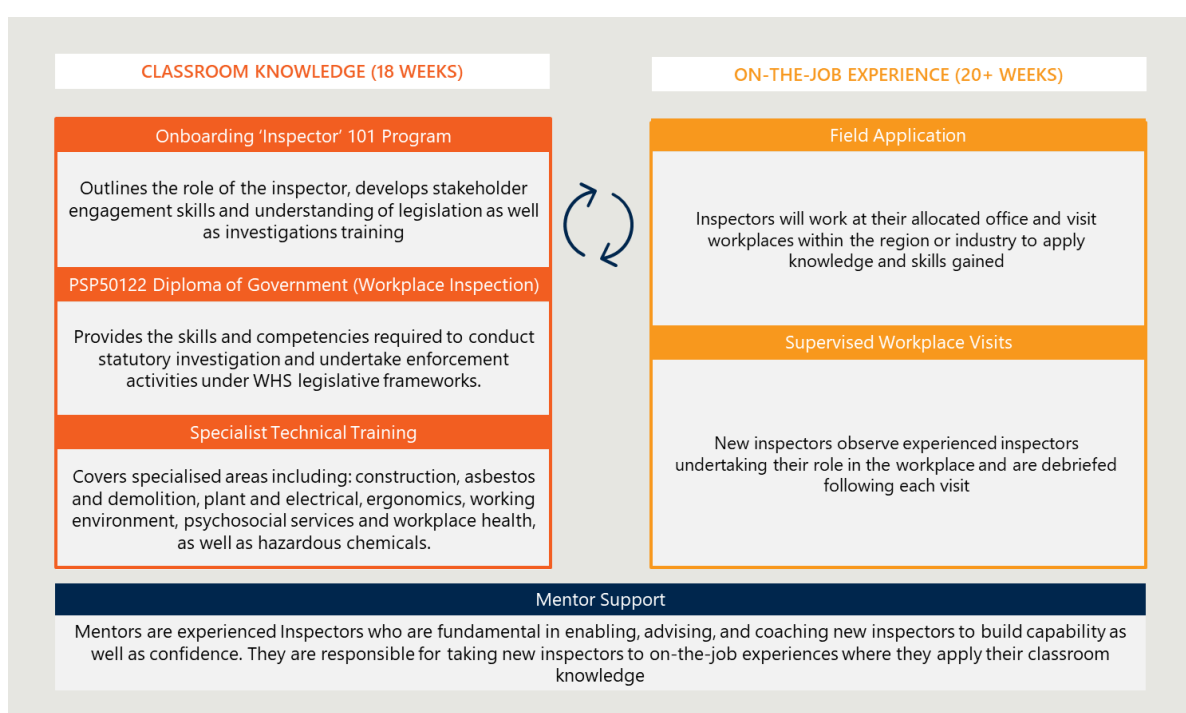 CLASSROOM KNOWLEDGE (18 WEEKS)
Onboarding ‘Inspector’ 101 Program
Outlines the role of the inspector, develops stakeholder
engagement skills and understanding of legislation as well
as investigations training
PSP50122 Diploma of Government (Workplace Inspection)
Provides the skills and competencies required to conduct
statutory investigation and undertake enforcement
activities under WHS legislative frameworks.
Specialist Technical Training
Covers specialised areas including: construction, asbestos
and demolition, plant and electrical, ergonomics, working
environment, psychosocial services and workplace health,
as well as hazardous chemicals.
ON-THE-JOB EXPERIENCE (20+ WEEKS)
Field Application
Inspectors will work at their allocated office and visit
workplaces within the region or industry to apply
knowledge and skills gained
Supervised Workplace Visits
New inspectors observe experienced inspectors
undertaking their role in the workplace and are debriefed
following each visit
Mentor Support
Mentors are experienced Inspectors who are fundamental in enabling, advising, and coaching new inspectors to build capability as
well as confidence. They are responsible for taking new inspectors to on-the-job experiences where they apply their classroom
knowledge